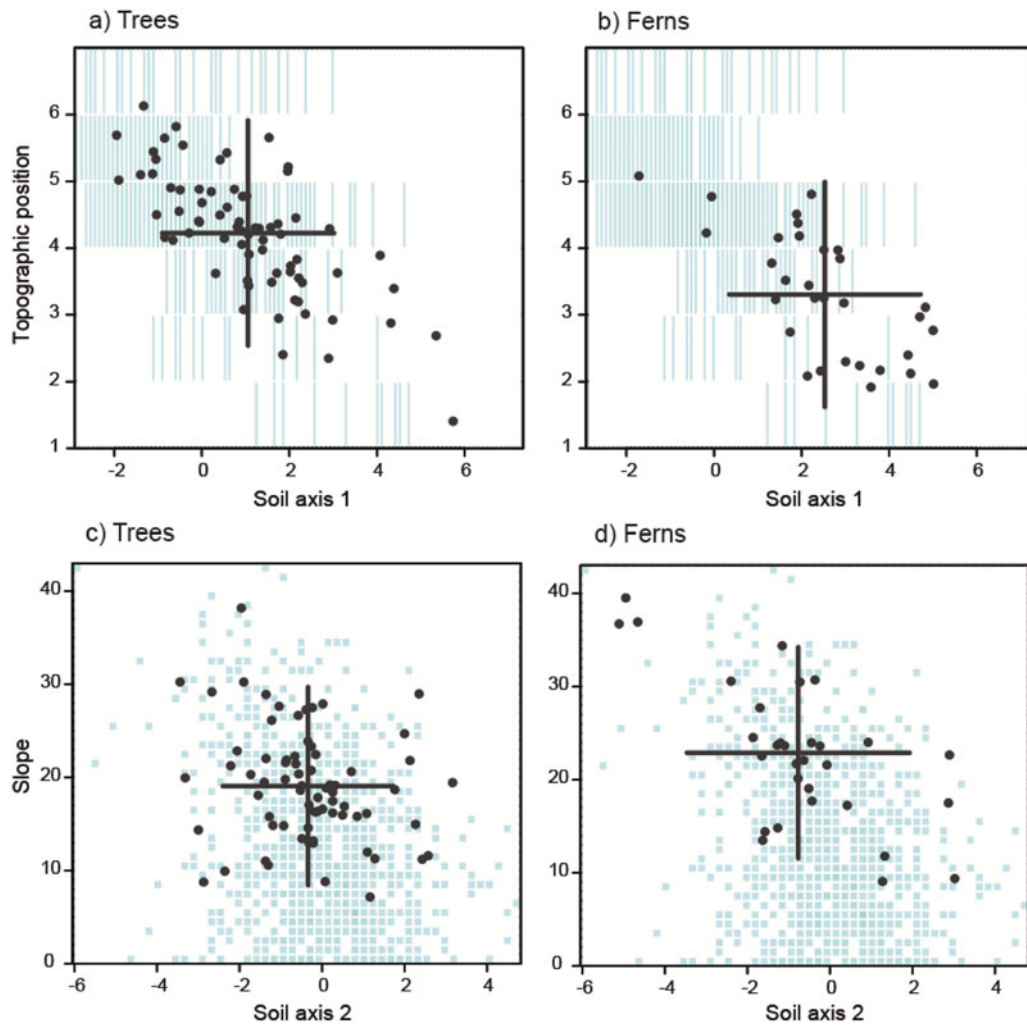 a) Trees
b) Ferns
Topographic position
6
5
4
3
2
1
6
5
4
3
2
1
-2 0 2 4 6
-2 0 2 4 6
Soil axis 1
Soil axis 1
c) Trees
d) Ferns
Slope
40
30
20
10
0
40
30
20
10
0
-6 -4 -2 0 2 4
-6 -4 -2 0 2 4
Soil axis 2
Soil axis 2